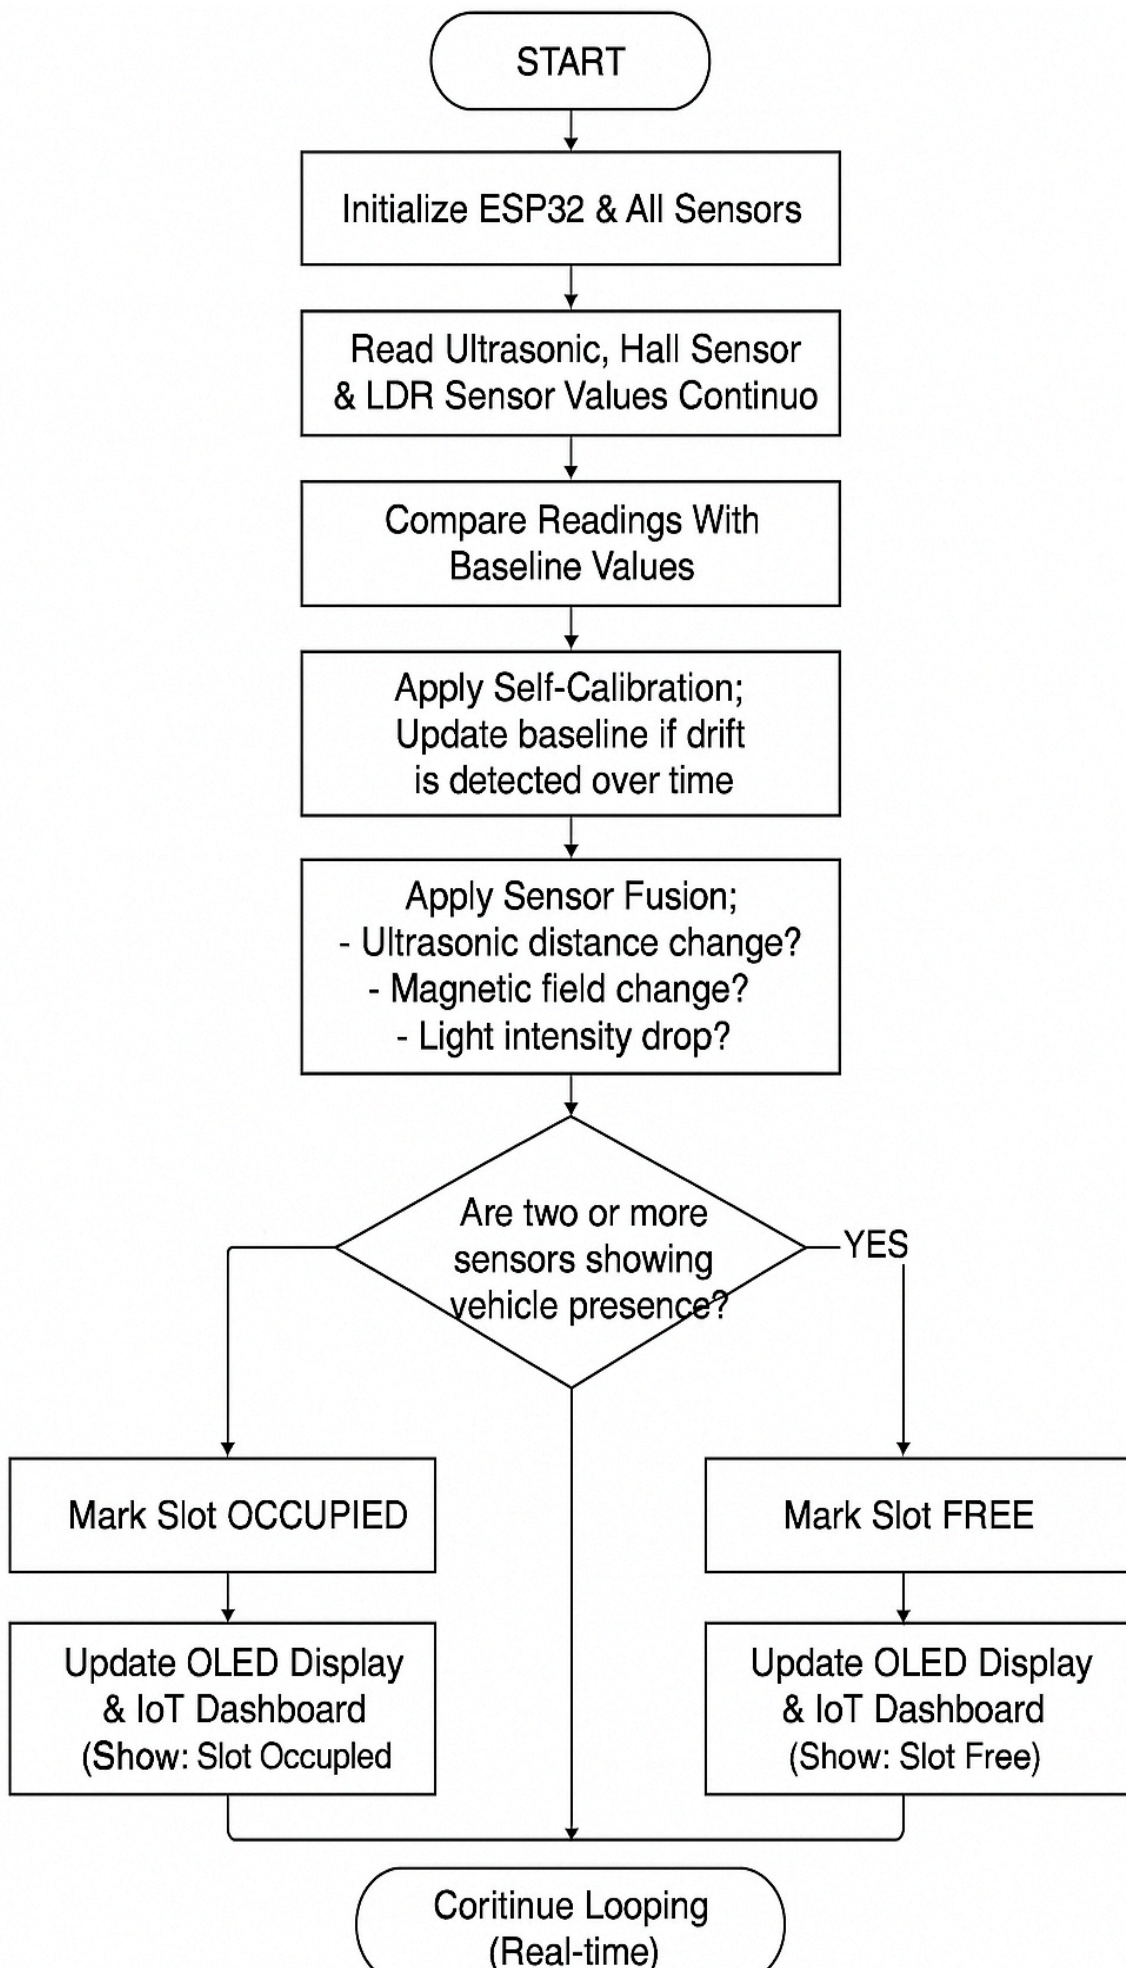 START
Initialize ESP32 & All Sensors
Read Ultrasonic, Hall Sensor
& LDR Sensor Values Continuo
Compare Readings With
Baseline Values
Apply Self-Calibration;
Update baseline if drift
is detected over time
Apply Sensor Fusion;
- Ultrasonic distance change?
- Magnetic field change?
- Light intensity drop?
Are two or more
sensors showing
vehicle presence?
YES
Mark Slot OCCUPIED
Update OLED Display
& IoT Dashboard
(Show: Slot Occupled
Mark Slot FREE
Update OLED Display
& IoT Dashboard
(Show: Slot Free)
Coritinue Looping
(Real-time)